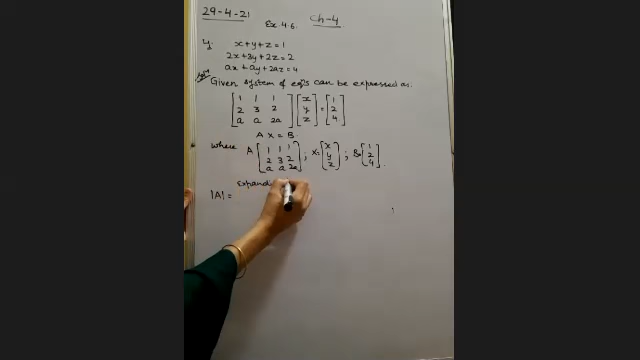 29-4-21
Ex. 4.6. Ch-4
4. x+y+z=1
2x+3y+2z=2
ax+ay+2az=4
Solⁿ Given system of eqⁿs can be expressed as:
[1 1 1; 2 3 2; a a 2a] [x; y; z] = [1; 2; 4]
A X = B
where A [1 1 1; 2 3 2; a a 2a] ; X= [x; y; z] ; B= [1; 2; 4].
Expandi
|A| =